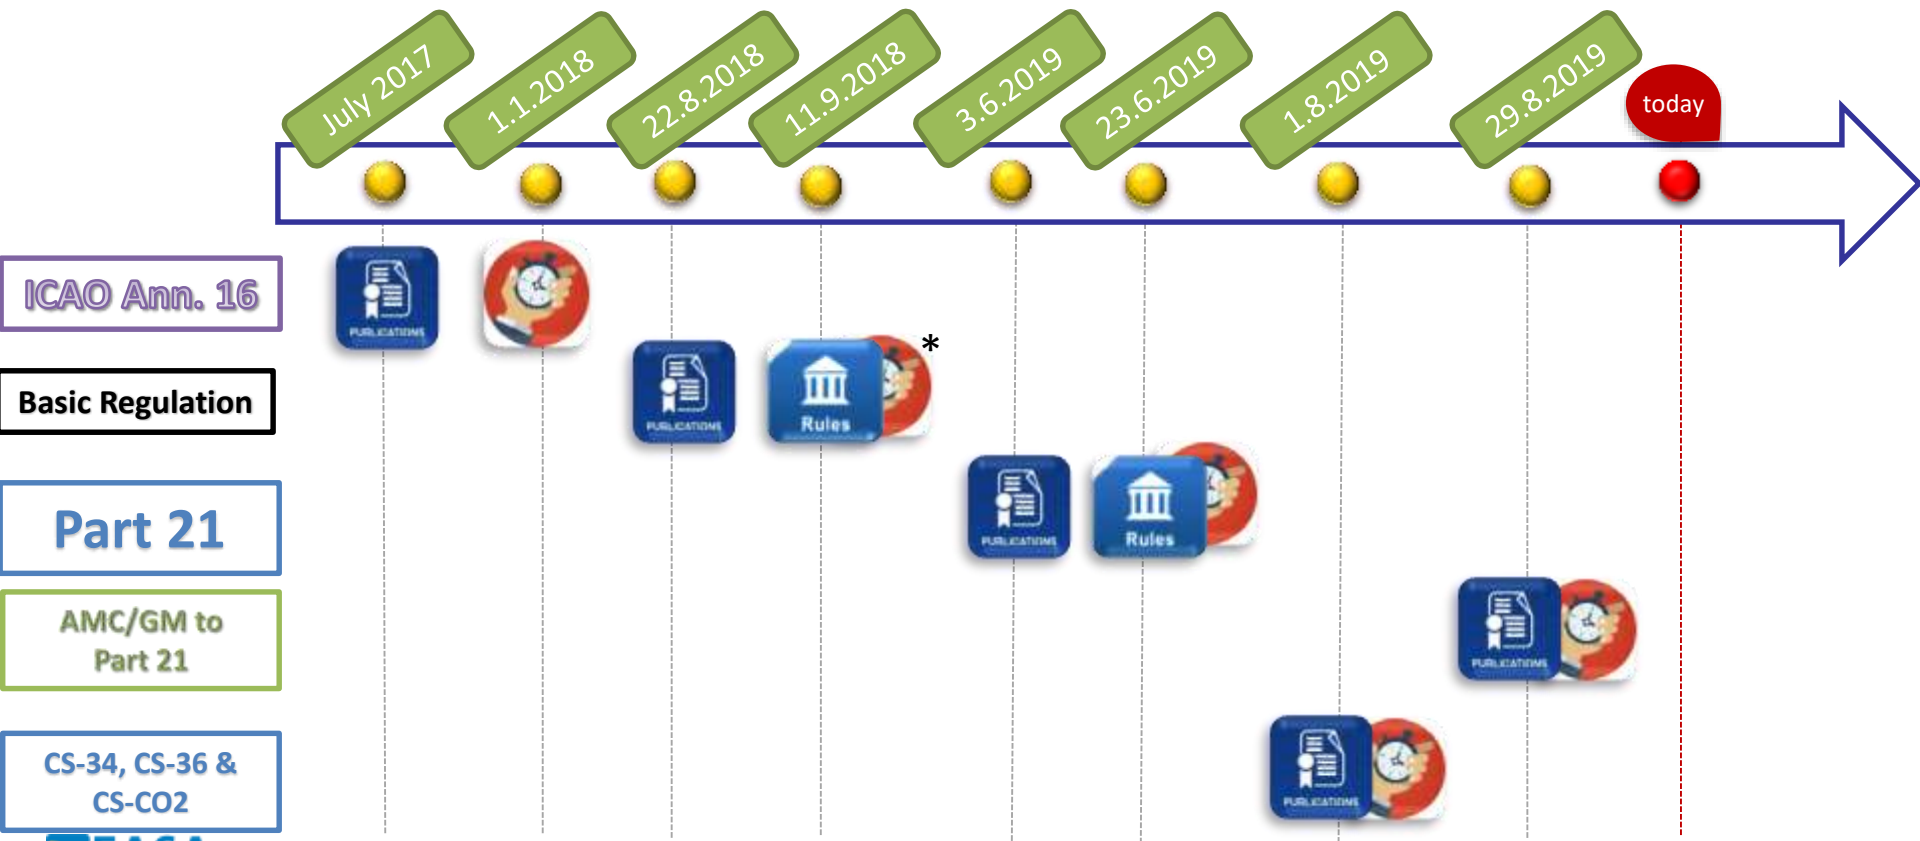 July 2017
1.1.2018
22.8.2018
11.9.2018
3.6.2019
23.6.2019
1.8.2019
29.8.2019
today
ICAO Ann. 16
PUBLICATIONS
*
Basic Regulation
PUBLICATIONS
Rules
Part 21
PUBLICATIONS
Rules
AMC/GM to
Part 21
PUBLICATIONS
CS-34, CS-36 &
CS-CO2
PUBLICATIONS
EASA